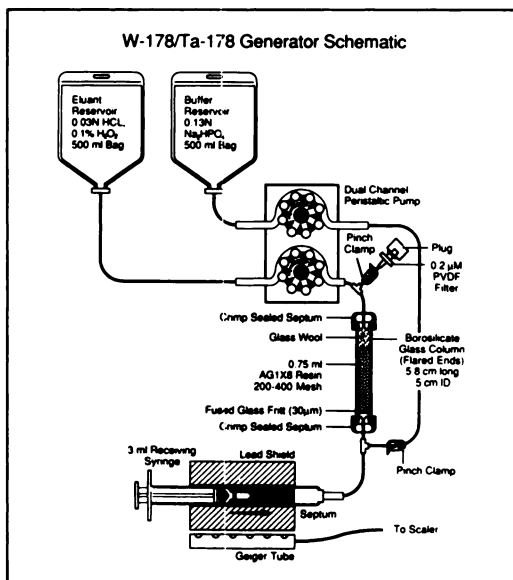 W-178/Ta-178 Generator Schematic
Eluant
Reservoir
0.03N HCL,
0.1% H₂O₂
500 ml Bag
Buffer
Reservoir
0.13N
Na₂HPO₄
500 ml Bag
Dual Channel
Peristaltic Pump
Pinch
Clamp
Plug
0.2 μM
PVDF
Filter
Crimp Sealed Septum
Glass Wool
0.75 ml
AG1X8 Resin
200-400 Mesh
Borosilicate
Glass Column
(Flared Ends)
5.8 cm long
5 cm ID
Fused Glass Fritt (30μm)
Crimp Sealed Septum
Pinch Clamp
3 ml Receiving
Syringe
Lead Shield
Septum
To Scaler
Geiger Tube